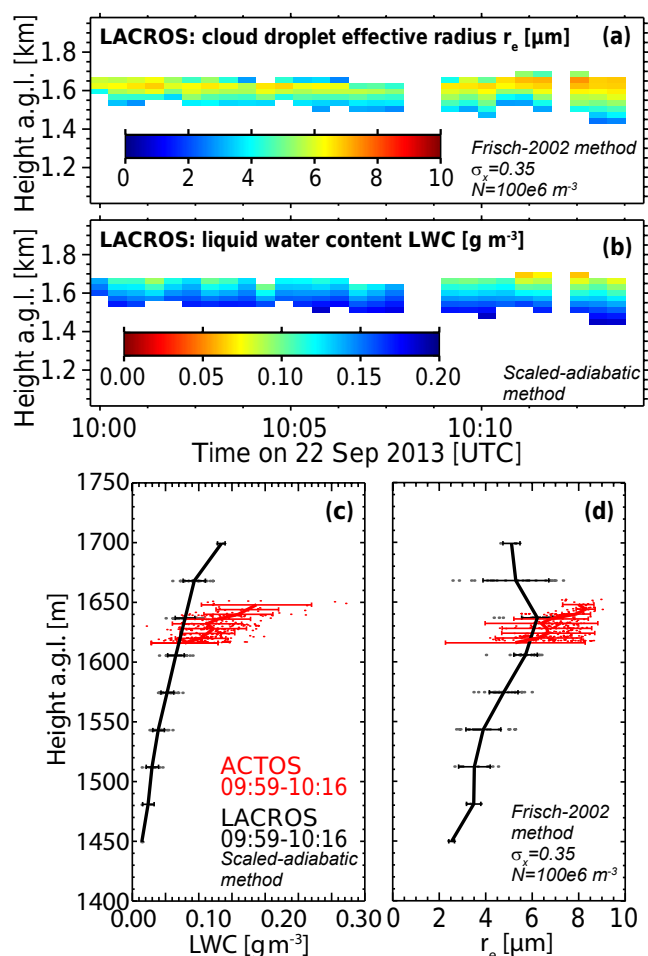 LACROS: cloud droplet effective radius rₑ [µm]
(a)
Height a.g.l. [km]
1.8
1.6
1.4
1.2
0 2 4 6 8 10
Frisch-2002 method
σₓ=0.35
N=100e6 m⁻³
LACROS: liquid water content LWC [g m⁻³]
(b)
Height a.g.l. [km]
1.8
1.6
1.4
1.2
0.00 0.05 0.10 0.15 0.20
Scaled-adiabatic
method
10:00 10:05 10:10
Time on 22 Sep 2013 [UTC]
(c)
Height a.g.l. [m]
1750
1700
1650
1600
1550
1500
1450
1400
ACTOS
09:59-10:16
LACROS
09:59-10:16
Scaled-adiabatic
method
0.00 0.10 0.20 0.30
LWC [gm⁻³]
(d)
Frisch-2002
method
σₓ=0.35
N=100e6 m⁻³
0 2 4 6 8 10
rₑ [µm]